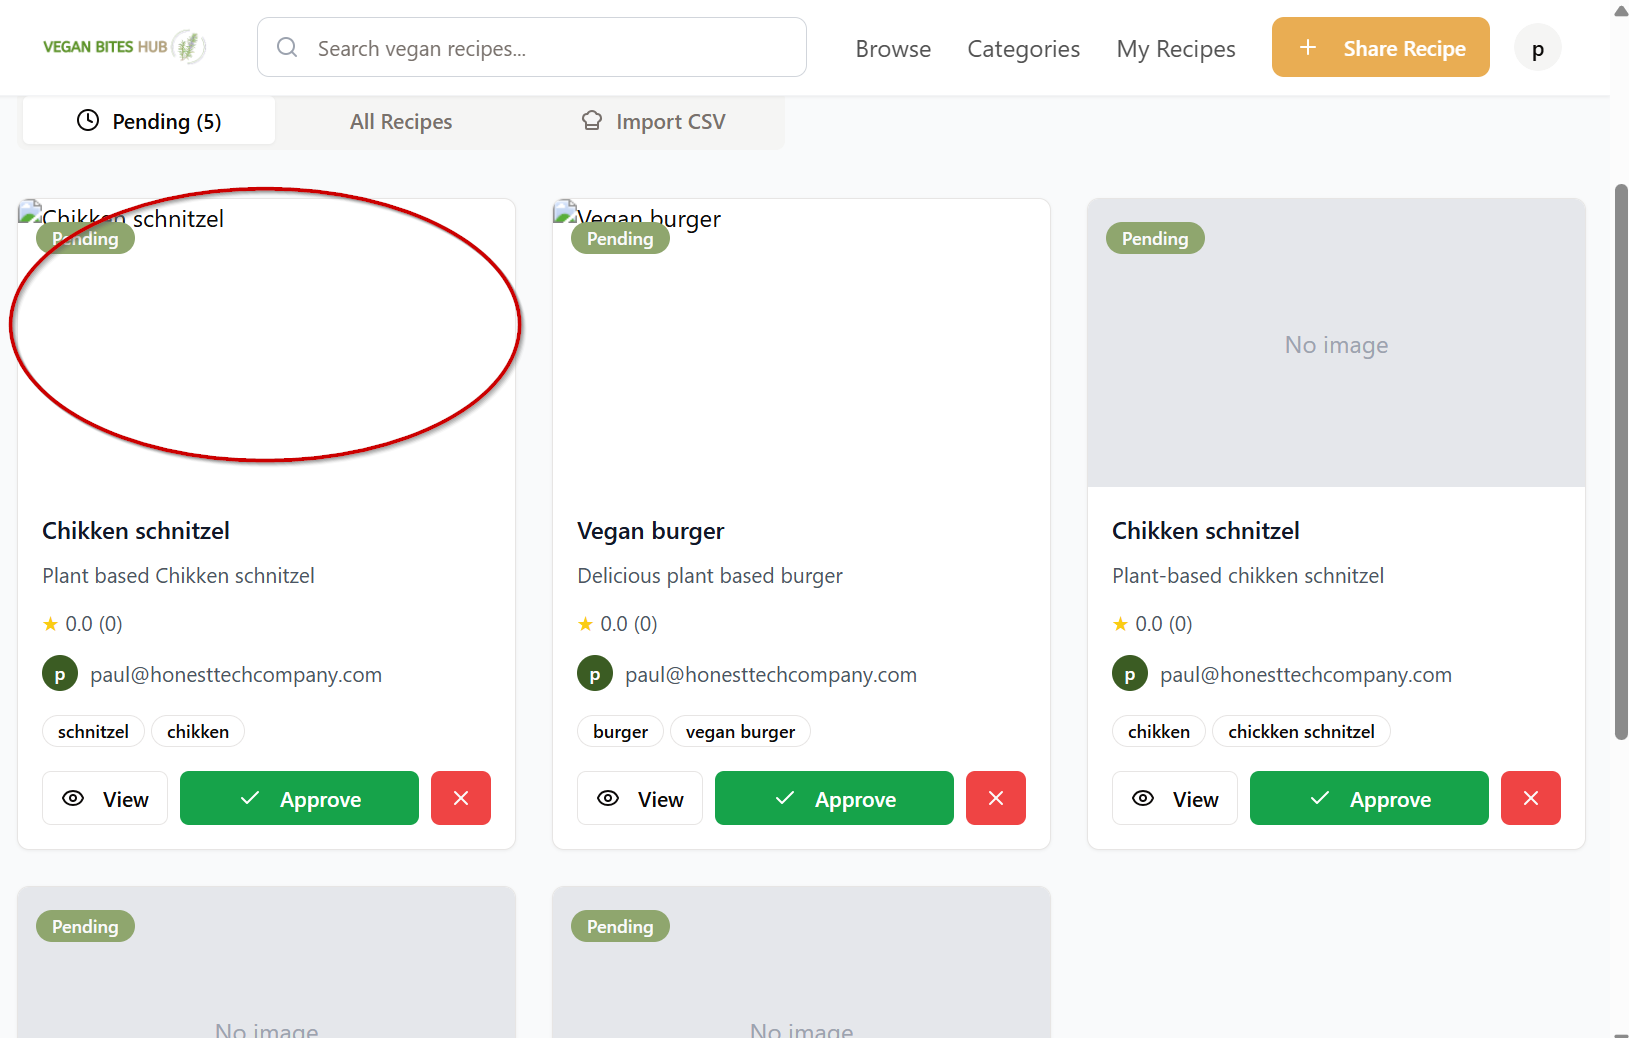 VEGAN BITES HUB
Search vegan recipes...
Browse
Categories
My Recipes
Share Recipe
p
Pending (5)
All Recipes
Import CSV
Chikken schnitzel
Pending
Chikken schnitzel
Plant based Chikken schnitzel
0.0 (0)
p
paul@honesttechcompany.com
schnitzel
chikken
View
Approve
Vegan burger
Pending
Vegan burger
Delicious plant based burger
0.0 (0)
p
paul@honesttechcompany.com
burger
vegan burger
View
Approve
Pending
No image
Chikken schnitzel
Plant-based chikken schnitzel
0.0 (0)
p
paul@honesttechcompany.com
chikken
chickken schnitzel
View
Approve
Pending
No image
Pending
No image